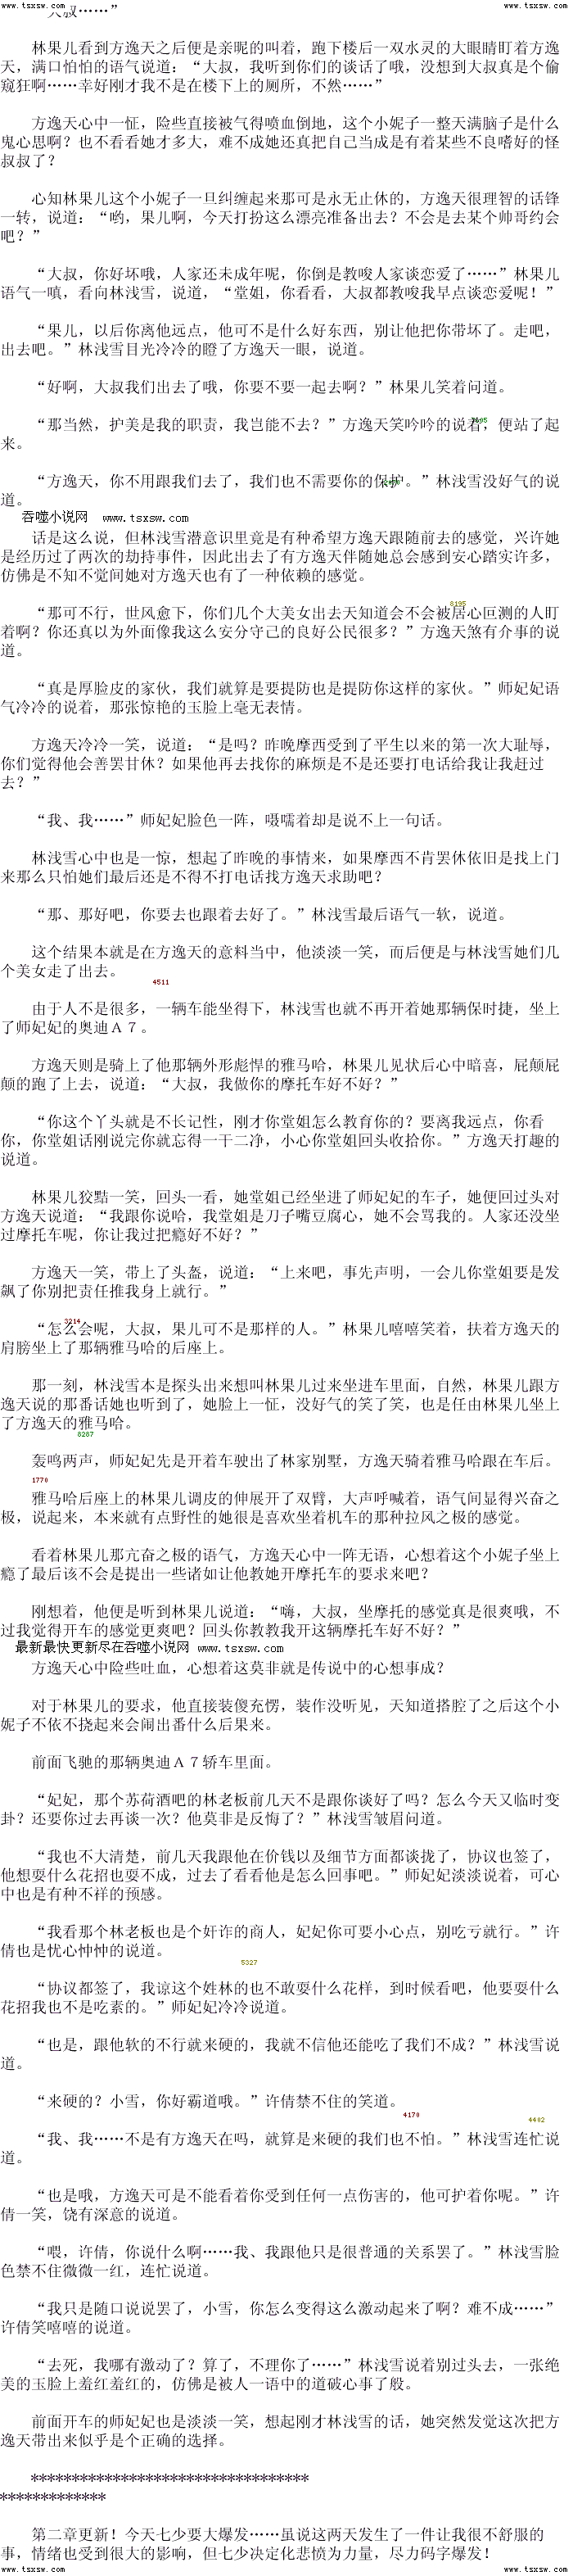 www.tsxsw.com www.tsxsw.com
大叔……”
林果儿看到方逸天之后便是亲呢的叫着，跑下楼后一双水灵的大眼睛盯着方逸
天，满口怕怕的语气说道：“大叔，我听到你们的谈话了哦，没想到大叔真是个偷
窥狂啊……幸好刚才我不是在楼下上的厕所，不然……”
方逸天心中一怔，险些直接被气得喷血倒地，这个小妮子一整天满脑子是什么
鬼心思啊？也不看看她才多大，难不成她还真把自己当成是有着某些不良嗜好的怪
叔叔了？
心知林果儿这个小妮子一旦纠缠起来那可是永无止休的，方逸天很理智的话锋
一转，说道：“哟，果儿啊，今天打扮这么漂亮准备出去？不会是去某个帅哥约会
吧？”
“大叔，你好坏哦，人家还未成年呢，你倒是教唆人家谈恋爱了……”林果儿
语气一嗔，看向林浅雪，说道，“堂姐，你看看，大叔都教唆我早点谈恋爱呢！”
“果儿，以后你离他远点，他可不是什么好东西，别让他把你带坏了。走吧，
出去吧。”林浅雪目光冷冷的瞪了方逸天一眼，说道。
“好啊，大叔我们出去了哦，你要不要一起去啊？”林果儿笑着问道。
“那当然，护美是我的职责，我岂能不去？”方逸天笑吟吟的说着，便站了起
来。
“方逸天，你不用跟我们去了，我们也不需要你的保护。”林浅雪没好气的说
道。
吞噬小说网 www.tsxsw.com
话是这么说，但林浅雪潜意识里竟是有种希望方逸天跟随前去的感觉，兴许她
是经历过了两次的劫持事件，因此出去了有方逸天伴随她总会感到安心踏实许多，
仿佛是不知不觉间她对方逸天也有了一种依赖的感觉。
8195
“那可不行，世风愈下，你们几个大美女出去天知道会不会被居心叵测的人盯
着啊？你还真以为外面像我这么安分守己的良好公民很多？”方逸天煞有介事的说
道。
“真是厚脸皮的家伙，我们就算是要提防也是提防你这样的家伙。”师妃妃语
气冷冷的说着，那张惊艳的玉脸上毫无表情。
方逸天冷冷一笑，说道：“是吗？昨晚摩西受到了平生以来的第一次大耻辱，
你们觉得他会善罢甘休？如果他再去找你的麻烦是不是还要打电话给我让我赶过
去？”
“我、我……”师妃妃脸色一阵，嗫嚅着却是说不上一句话。
林浅雪心中也是一惊，想起了昨晚的事情来，如果摩西不肯罢休依旧是找上门
来那么只怕她们最后还是不得不打电话找方逸天求助吧？
“那、那好吧，你要去也跟着去好了。”林浅雪最后语气一软，说道。
这个结果本就是在方逸天的意料当中，他淡淡一笑，而后便是与林浅雪她们几
个美女走了出去。
4511
由于人不是很多，一辆车能坐得下，林浅雪也就不再开着她那辆保时捷，坐上
了师妃妃的奥迪Ａ７。
方逸天则是骑上了他那辆外形彪悍的雅马哈，林果儿见状后心中暗喜，屁颠屁
颠的跑了上去，说道：“大叔，我做你的摩托车好不好？”
“你这个丫头就是不长记性，刚才你堂姐怎么教育你的？要离我远点，你看
你，你堂姐话刚说完你就忘得一干二净，小心你堂姐回头收拾你。”方逸天打趣的
说道。
林果儿狡黠一笑，回头一看，她堂姐已经坐进了师妃妃的车子，她便回过头对
方逸天说道：“我跟你说哈，我堂姐是刀子嘴豆腐心，她不会骂我的。人家还没坐
过摩托车呢，你让我过把瘾好不好？”
方逸天一笑，带上了头盔，说道：“上来吧，事先声明，一会儿你堂姐要是发
飙了你别把责任推我身上就行。”
3214
“怎么会呢，大叔，果儿可不是那样的人。”林果儿嘻嘻笑着，扶着方逸天的
肩膀坐上了那辆雅马哈的后座上。
那一刻，林浅雪本是探头出来想叫林果儿过来坐进车里面，自然，林果儿跟方
逸天说的那番话她也听到了，她脸上一怔，没好气的笑了笑，也是任由林果儿坐上
了方逸天的雅马哈。
8287
轰鸣两声，师妃妃先是开着车驶出了林家别墅，方逸天骑着雅马哈跟在车后。
1770
雅马哈后座上的林果儿调皮的伸展开了双臂，大声呼喊着，语气间显得兴奋之
极，说起来，本来就有点野性的她很是喜欢坐着机车的那种拉风之极的感觉。
看着林果儿那亢奋之极的语气，方逸天心中一阵无语，心想着这个小妮子坐上
瘾了最后该不会是提出一些诸如让他教她开摩托车的要求来吧？
刚想着，他便是听到林果儿说道：“嗨，大叔，坐摩托的感觉真是很爽哦，不
过我觉得开车的感觉更爽吧？回头你教教我开这辆摩托车好不好？”
最新最快更新尽在吞噬小说网 www.tsxsw.com
方逸天心中险些吐血，心想着这莫非就是传说中的心想事成？
对于林果儿的要求，他直接装傻充愣，装作没听见，天知道搭腔了之后这个小
妮子不依不挠起来会闹出番什么后果来。
前面飞驰的那辆奥迪Ａ７轿车里面。
“妃妃，那个苏荷酒吧的林老板前几天不是跟你谈好了吗？怎么今天又临时变
卦？还要你过去再谈一次？他莫非是反悔了？”林浅雪皱眉问道。
“我也不大清楚，前几天我跟他在价钱以及细节方面都谈拢了，协议也签了，
他想耍什么花招也耍不成，过去了看看他是怎么回事吧。”师妃妃淡淡说着，可心
中也是有种不祥的预感。
“我看那个林老板也是个奸诈的商人，妃妃你可要小心点，别吃亏就行。”许
倩也是忧心忡忡的说道。
5327
“协议都签了，我谅这个姓林的也不敢耍什么花样，到时候看吧，他要耍什么
花招我也不是吃素的。”师妃妃冷冷说道。
“也是，跟他软的不行就来硬的，我就不信他还能吃了我们不成？”林浅雪说
道。
“来硬的？小雪，你好霸道哦。”许倩禁不住的笑道。
4170 4402
“我、我……不是有方逸天在吗，就算是来硬的我们也不怕。”林浅雪连忙说
道。
“也是哦，方逸天可是不能看着你受到任何一点伤害的，他可护着你呢。”许
倩一笑，饶有深意的说道。
“喂，许倩，你说什么啊……我、我跟他只是很普通的关系罢了。”林浅雪脸
色禁不住微微一红，连忙说道。
“我只是随口说说罢了，小雪，你怎么变得这么激动起来了啊？难不成……”
许倩笑嘻嘻的说道。
“去死，我哪有激动了？算了，不理你了……”林浅雪说着别过头去，一张绝
美的玉脸上羞红羞红的，仿佛是被人一语中的道破心事了般。
前面开车的师妃妃也是淡淡一笑，想起刚才林浅雪的话，她突然发觉这次把方
逸天带出来似乎是个正确的选择。
**********************************
*************
第二章更新！今天七少要大爆发……虽说这两天发生了一件让我很不舒服的
事，情绪也受到很大的影响，但七少决定化悲愤为力量，尽力码字爆发！
www.tsxsw.com www.tsxsw.com